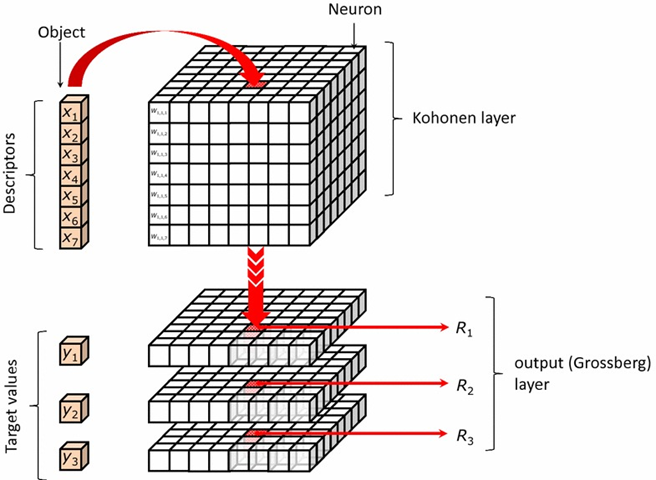 Neuron
Object
Kohonen layer
Descriptors
x1
x2
x3
x4
x5
x6
x7
W1,1,1
W1,1,2
W1,1,3
W1,1,4
W1,1,5
W1,1,6
W1,1,7
Target values
y1
y2
y3
R1
R2
R3
output (Grossberg)
layer